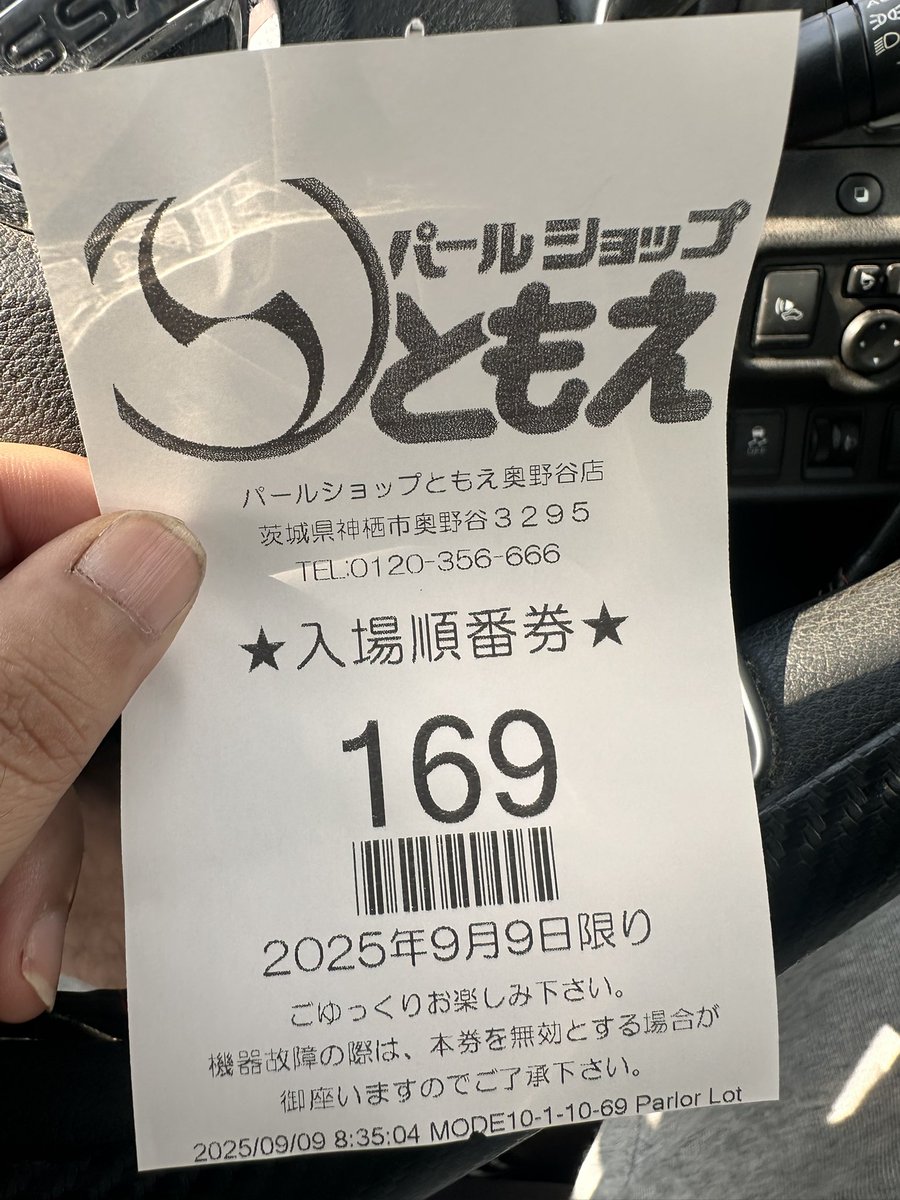 パールショップ
ともえ
パールショップともえ奥野谷店
茨城県神栖市奥野谷3295
TEL:0120-356-666
★入場順番券★
169
2025年9月9日限り
ごゆっくりお楽しみ下さい。
機器故障の際は、本券を無効とする場合が
御座いますのでご了承下さい。
2025/09/09 8:35:04 MODE10-1-10-69 Parlor Lot